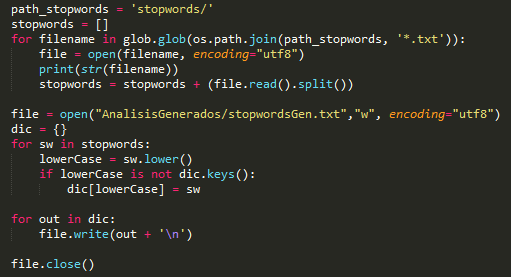 path_stopwords = 'stopwords/'
stopwords = []
for filename in glob.glob(os.path.join(path_stopwords, '*.txt')):
    file = open(filename, encoding="utf8")
    print(str(filename))
    stopwords = stopwords + (file.read().split())

file = open("AnalisisGenerados/stopwordsGen.txt","w", encoding="utf8")
dic = {}
for sw in stopwords:
    lowerCase = sw.lower()
    if lowerCase is not dic.keys():
        dic[lowerCase] = sw

for out in dic:
    file.write(out + '\n')

file.close()